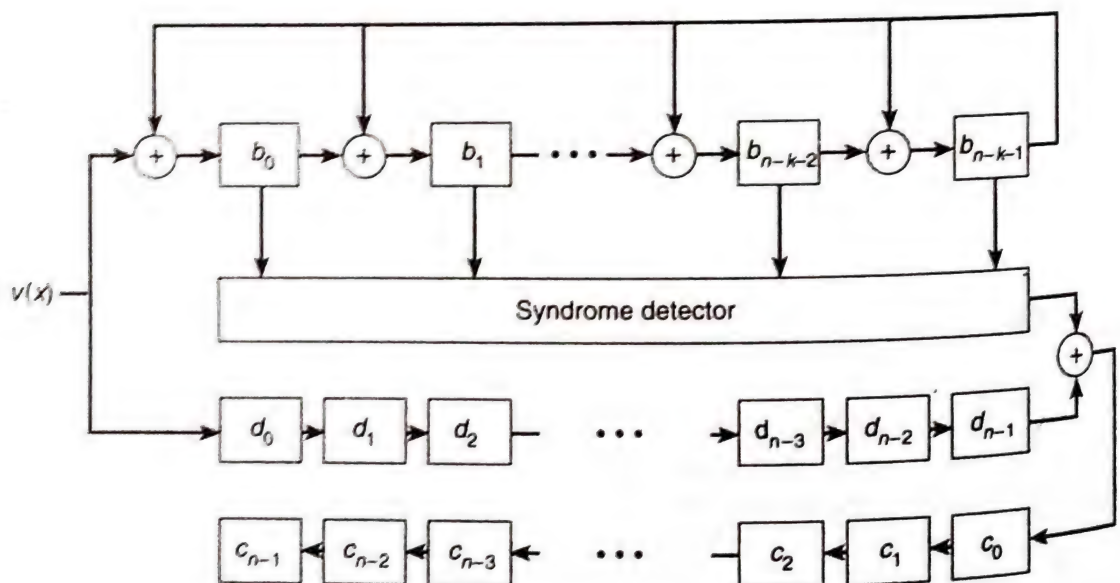 + b₀ + b₁ • • • + bₙ₋ₖ₋₂ + bₙ₋ₖ₋₁
v(x)
Syndrome detector
+
d₀ d₁ d₂ • • • dₙ₋₃ dₙ₋₂ dₙ₋₁
cₙ₋₁ cₙ₋₂ cₙ₋₃ • • • c₂ c₁ c₀